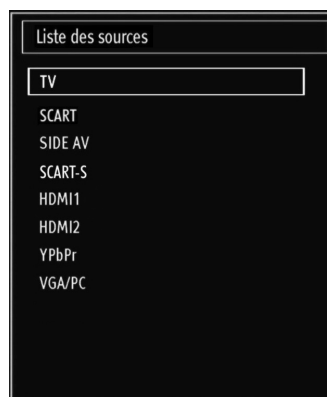 Liste des sources
TV
SCART
SIDE AV
SCART-S
HDMI1
HDMI2
YPbPr
VGA/PC